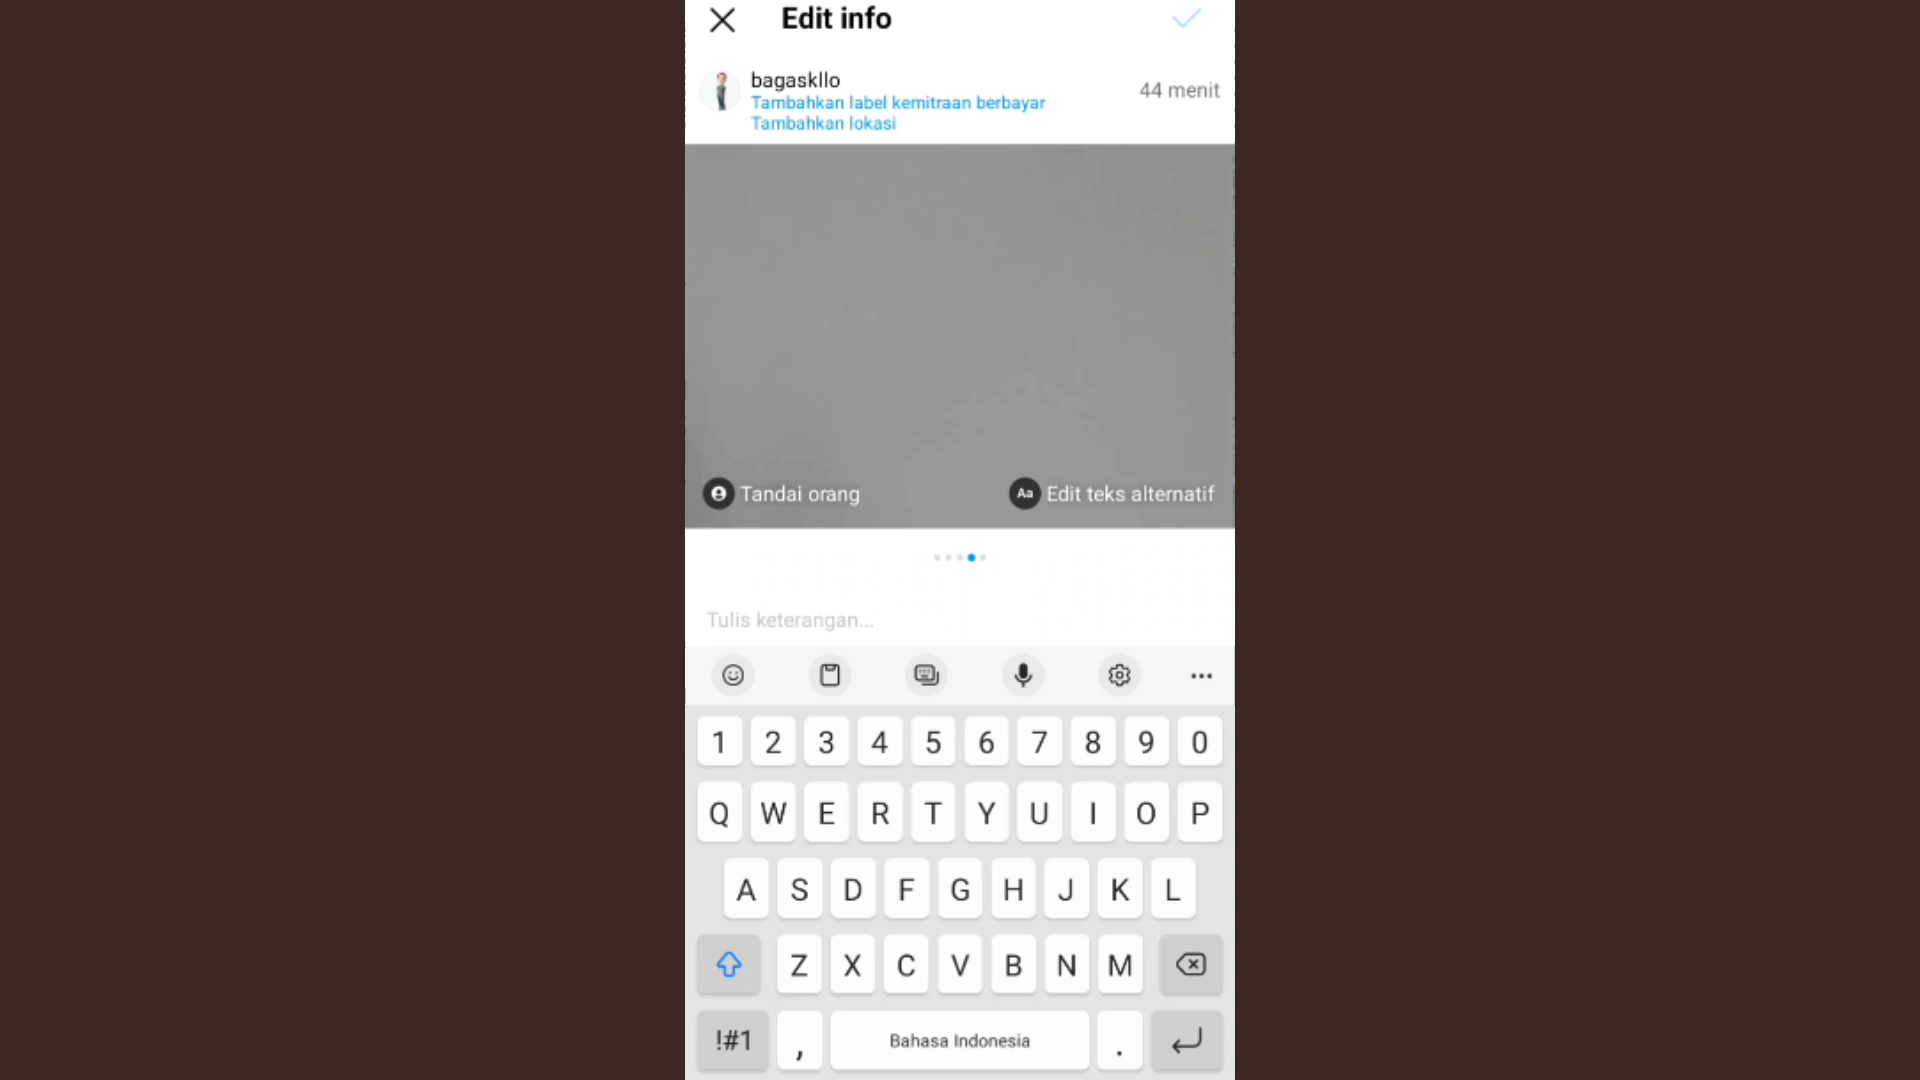 Edit info
bagaskllo
44 menit
Tambahkan label kemitraan berbayar
Tambahkan lokasi
Tandai orang
Aa Edit teks alternatif
Tulis keterangan...
1 2 3 4 5 6 7 8 9 0
Q W E R T Y U I O P
A S D F G H J K L
Z X C V B N M
!#1 , Bahasa Indonesia .